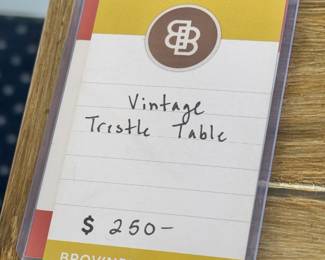 Vintage
Trestle Table
$ 250-